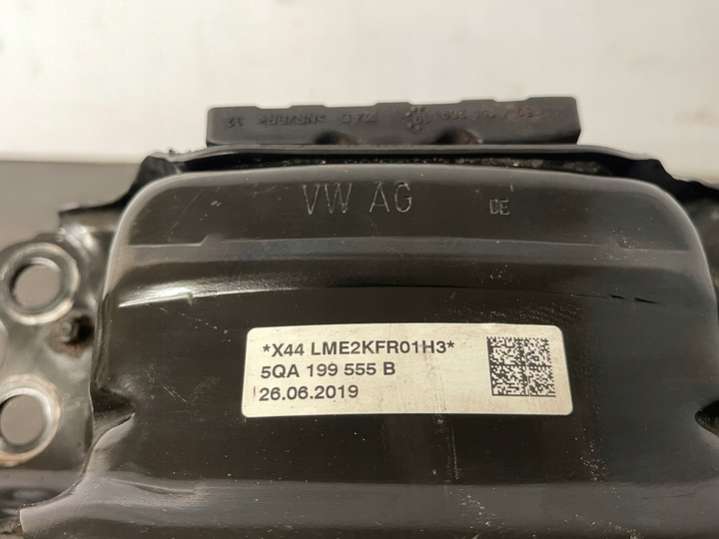 VW AG DE
*X44 LME2KFR01H3*
5QA 199 555 B
26.06.2019